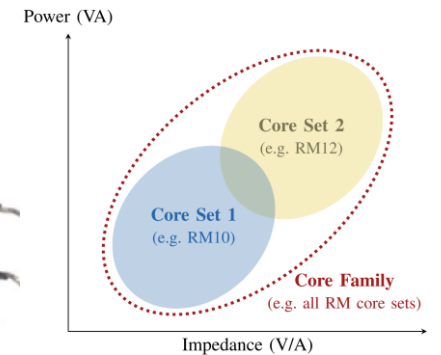 Power (VA)
Core Set 2
(e.g. RM12)
Core Set 1
(e.g. RM10)
Core Family
(e.g. all RM core sets)
Impedance (V/A)